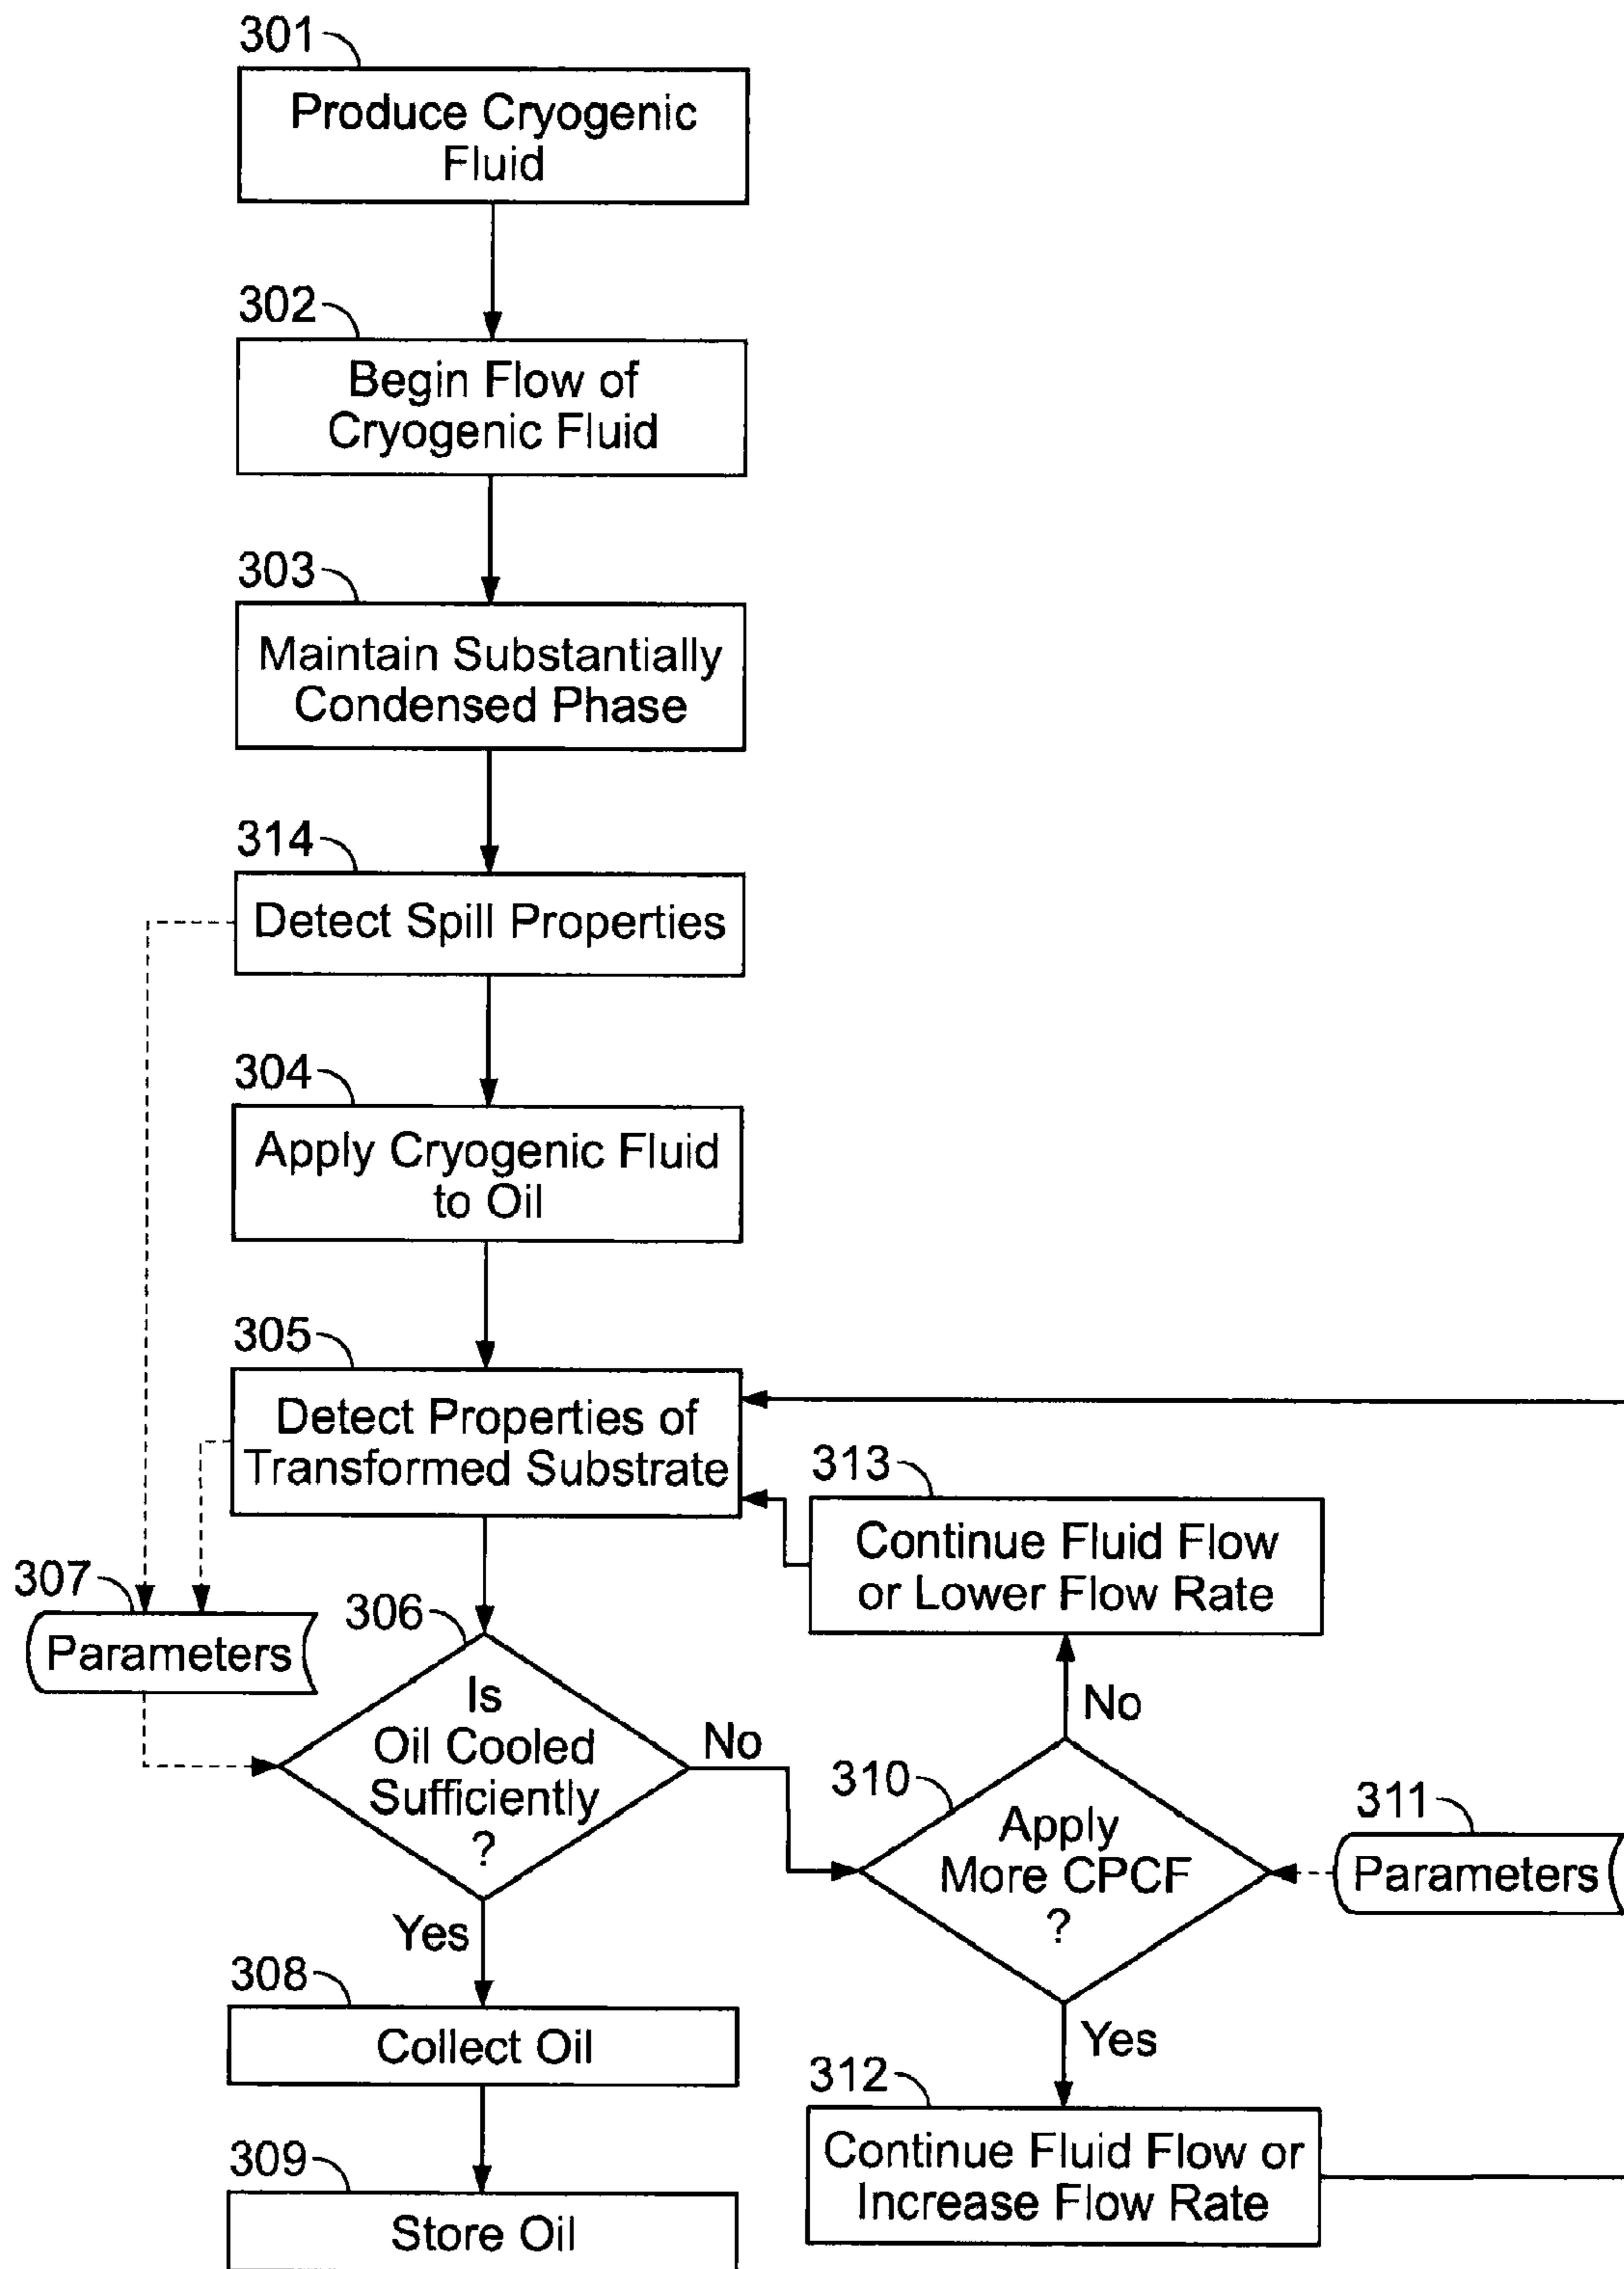 301
Produce Cryogenic
Fluid
302
Begin Flow of
Cryogenic Fluid
303
Maintain Substantially
Condensed Phase
314
Detect Spill Properties
304
Apply Cryogenic Fluid
to Oil
305
Detect Properties of
Transformed Substrate
313
Continue Fluid Flow
or Lower Flow Rate
307
Parameters
306
Is
Oil Cooled
Sufficiently
?
No
No
310
Apply
More CPCF
?
311
Parameters
Yes
308
Collect Oil
Yes
312
Continue Fluid Flow or
Increase Flow Rate
309
Store Oil